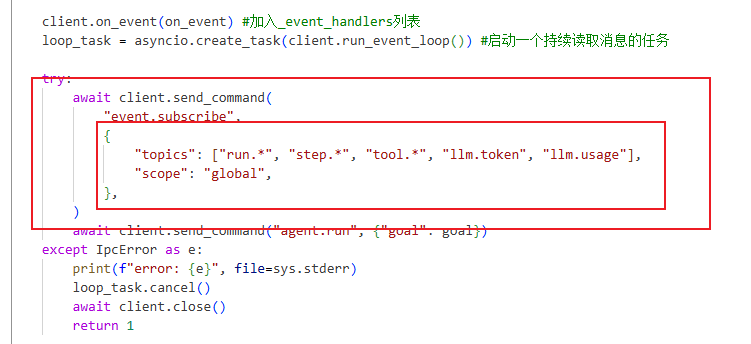 client.on_event(on_event) #加入_event_handlers列表
loop_task = asyncio.create_task(client.run_event_loop()) #启动一个持续读取消息的任务
try:
await client.send_command(
"event.subscribe",
{
"topics": ["run.*", "step.*", "tool.*", "llm.token", "llm.usage"],
"scope": "global",
},
)
await client.send_command("agent.run", {"goal": goal})
except IpcError as e:
print(f"error: {e}", file=sys.stderr)
loop_task.cancel()
await client.close()
return 1